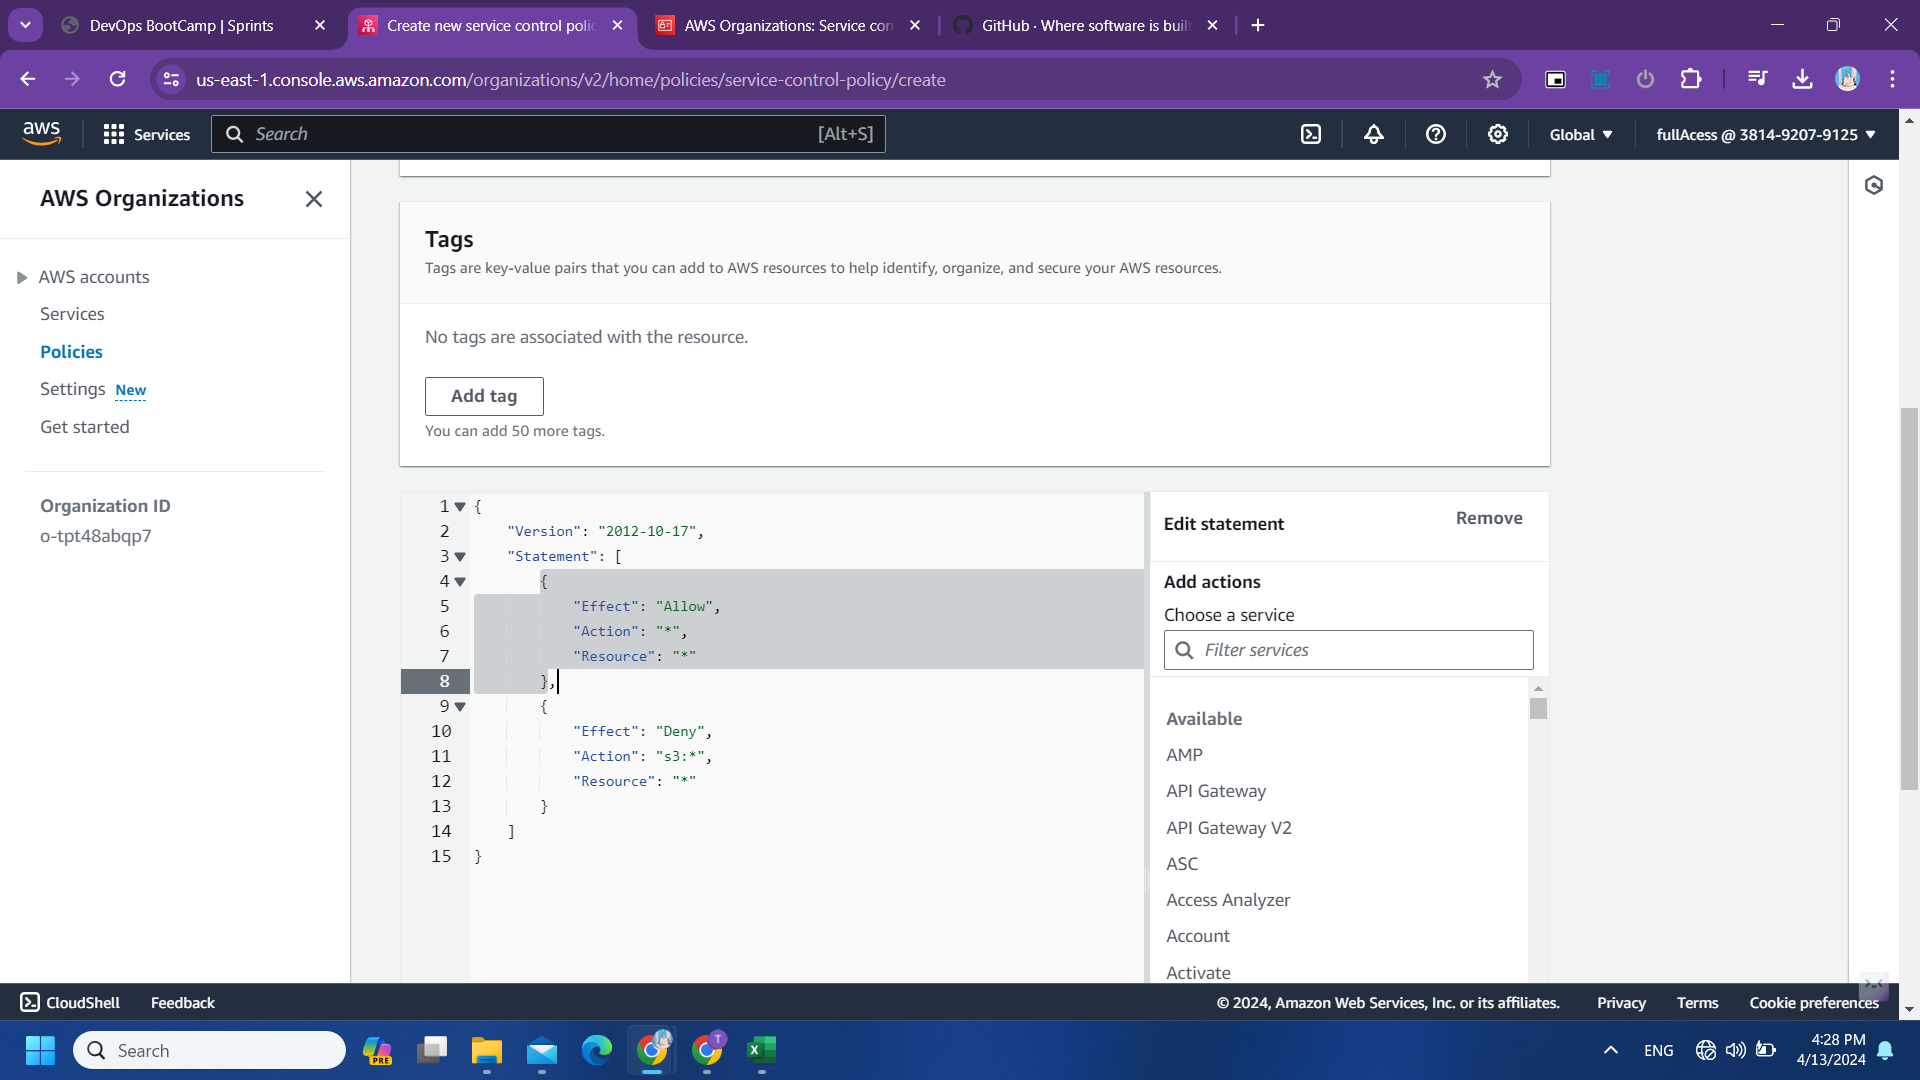 DevOps BootCamp | Sprints
Create new service control polic
AWS Organizations: Service con
GitHub · Where software is built
us-east-1.console.aws.amazon.com/organizations/v2/home/policies/service-control-policy/create
aws
Services
Search
[Alt+S]
Global
fullAcess @ 3814-9207-9125
AWS Organizations
AWS accounts
Services
Policies
Settings New
Get started
Organization ID
o-tpt48abqp7
Tags
Tags are key-value pairs that you can add to AWS resources to help identify, organize, and secure your AWS resources.
No tags are associated with the resource.
Add tag
You can add 50 more tags.
1 {
2 "Version": "2012-10-17",
3 "Statement": [
4 {
5 "Effect": "Allow",
6 "Action": "*",
7 "Resource": "*"
8 },
9 {
10 "Effect": "Deny",
11 "Action": "s3:*",
12 "Resource": "*"
13 }
14 ]
15 }
Edit statement
Remove
Add actions
Choose a service
Filter services
Available
AMP
API Gateway
API Gateway V2
ASC
Access Analyzer
Account
Activate
CloudShell
Feedback
© 2024, Amazon Web Services, Inc. or its affiliates.
Privacy
Terms
Cookie preferences
Search
PRE
T
X
ENG
4:28 PM
4/13/2024